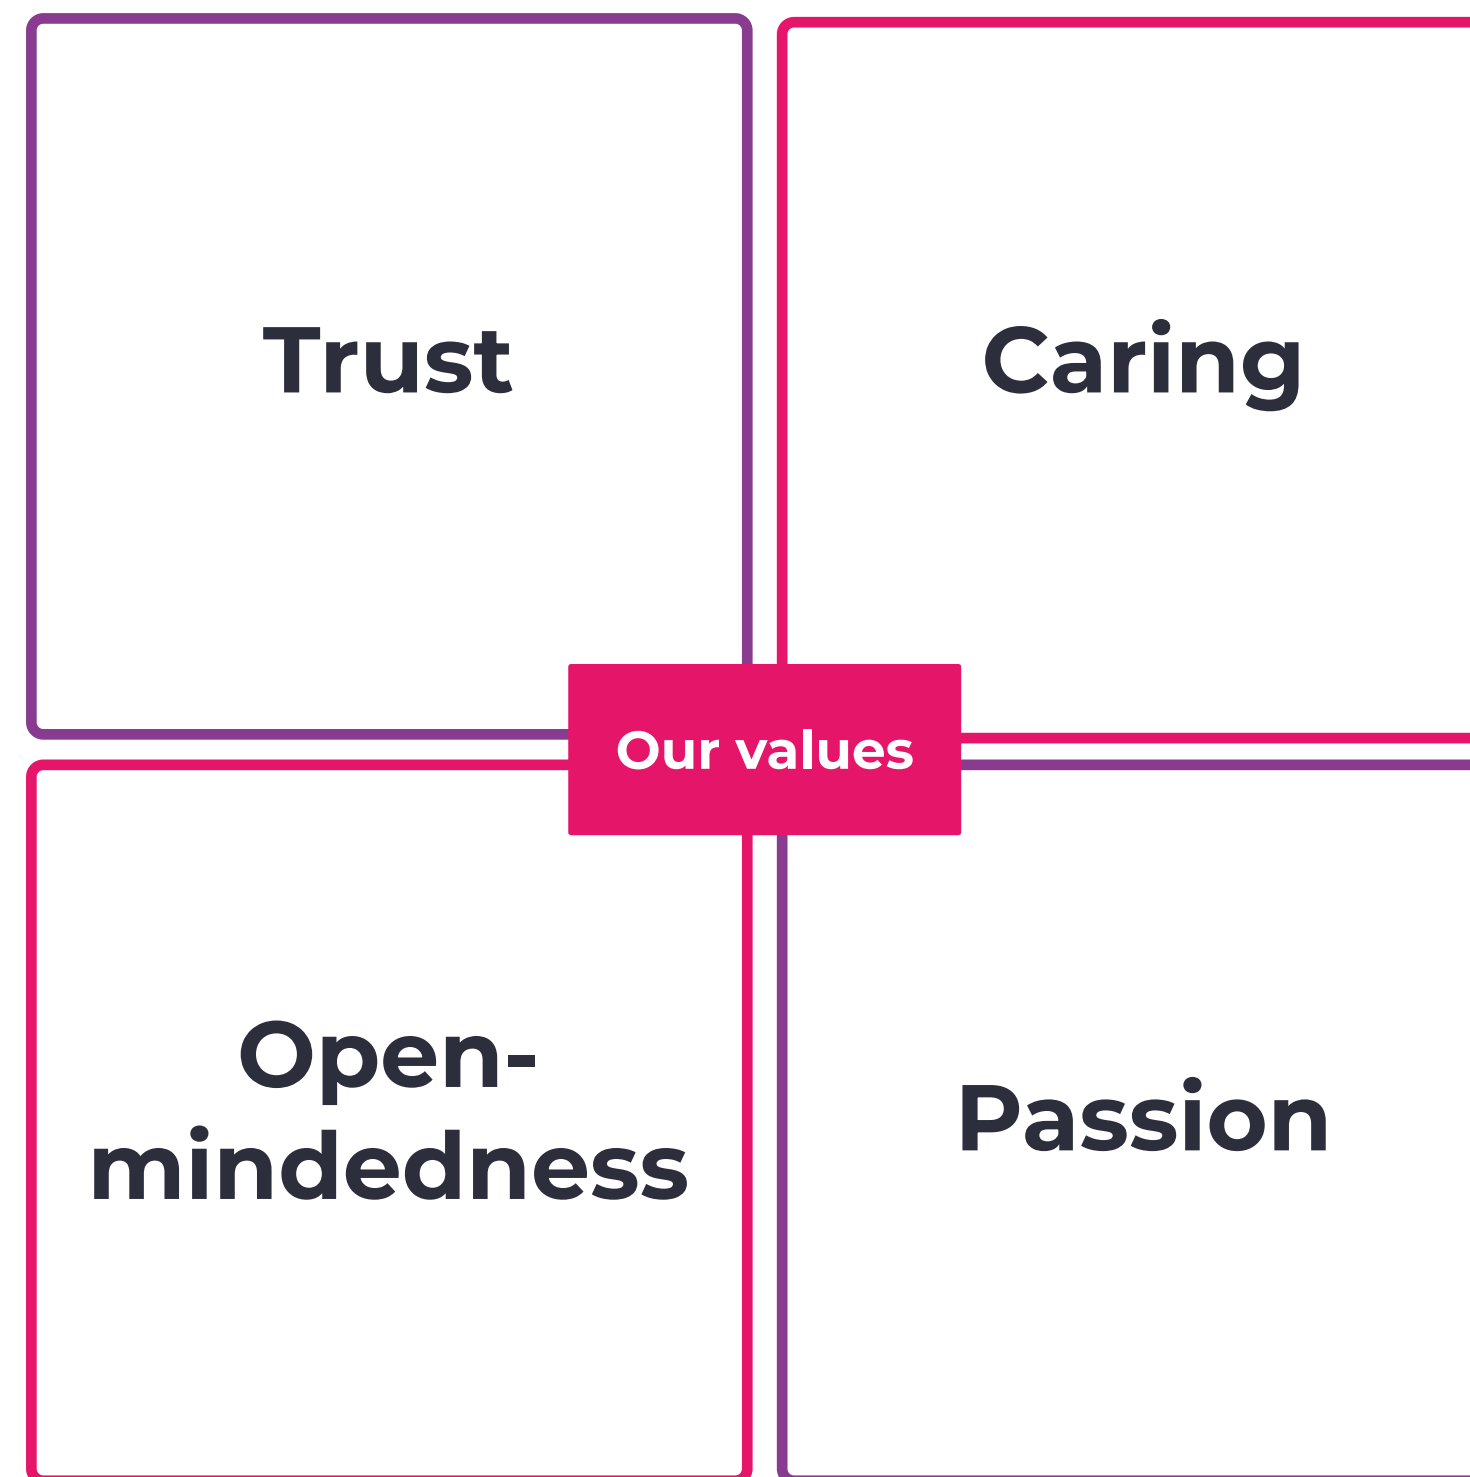 Trust
Caring
Our values
Open-
mindedness
Passion